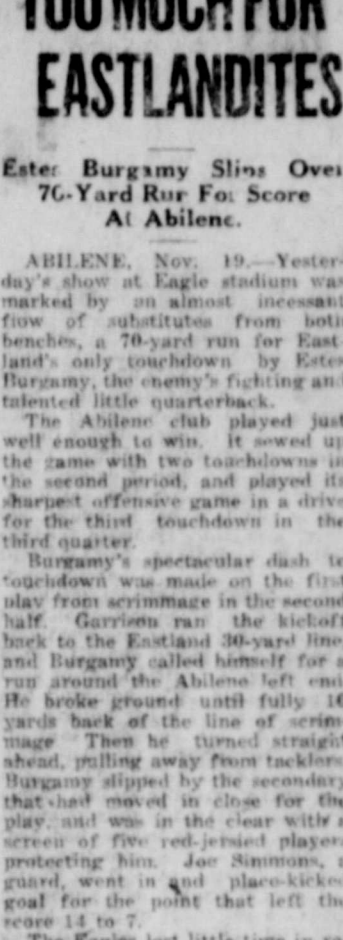 TOO MUCH FOR
EASTLANDITES
Ester Burgamy Slips Over
70-Yard Run For Score
At Abilene.
ABILENE, Nov. 19.—Yester-
day's show at Eagle stadium was
marked by an almost incessant
flow of substitutes from both
benches, a 70-yard run for East-
land's only touchdown by Ester
Burgamy, the enemy's fighting and
talented little quarterback.
The Abilene club played just
well enough to win. It sewed up
the game with two touchdowns in
the second period, and played its
sharpest offensive game in a drive
for the third touchdown in the
third quarter.
Burgamy's spectacular dash to
touchdown was made on the first
play from scrimmage in the second
half. Garrison ran the kickoff
back to the Eastland 30-yard line
and Burgamy called himself for a
run around the Abilene left end.
He broke ground until fully 10
yards back of the line of scrim-
mage Then he turned straight
ahead, pulling away from tacklers
Burgamy slipped by the secondary
that had moved in close for the
play, and was in the clear with a
screen of five red-jersied players
protecting him. Joe Simmons, a
guard, went in and place-kicked
goal for the point that left the
score 14 to 7.